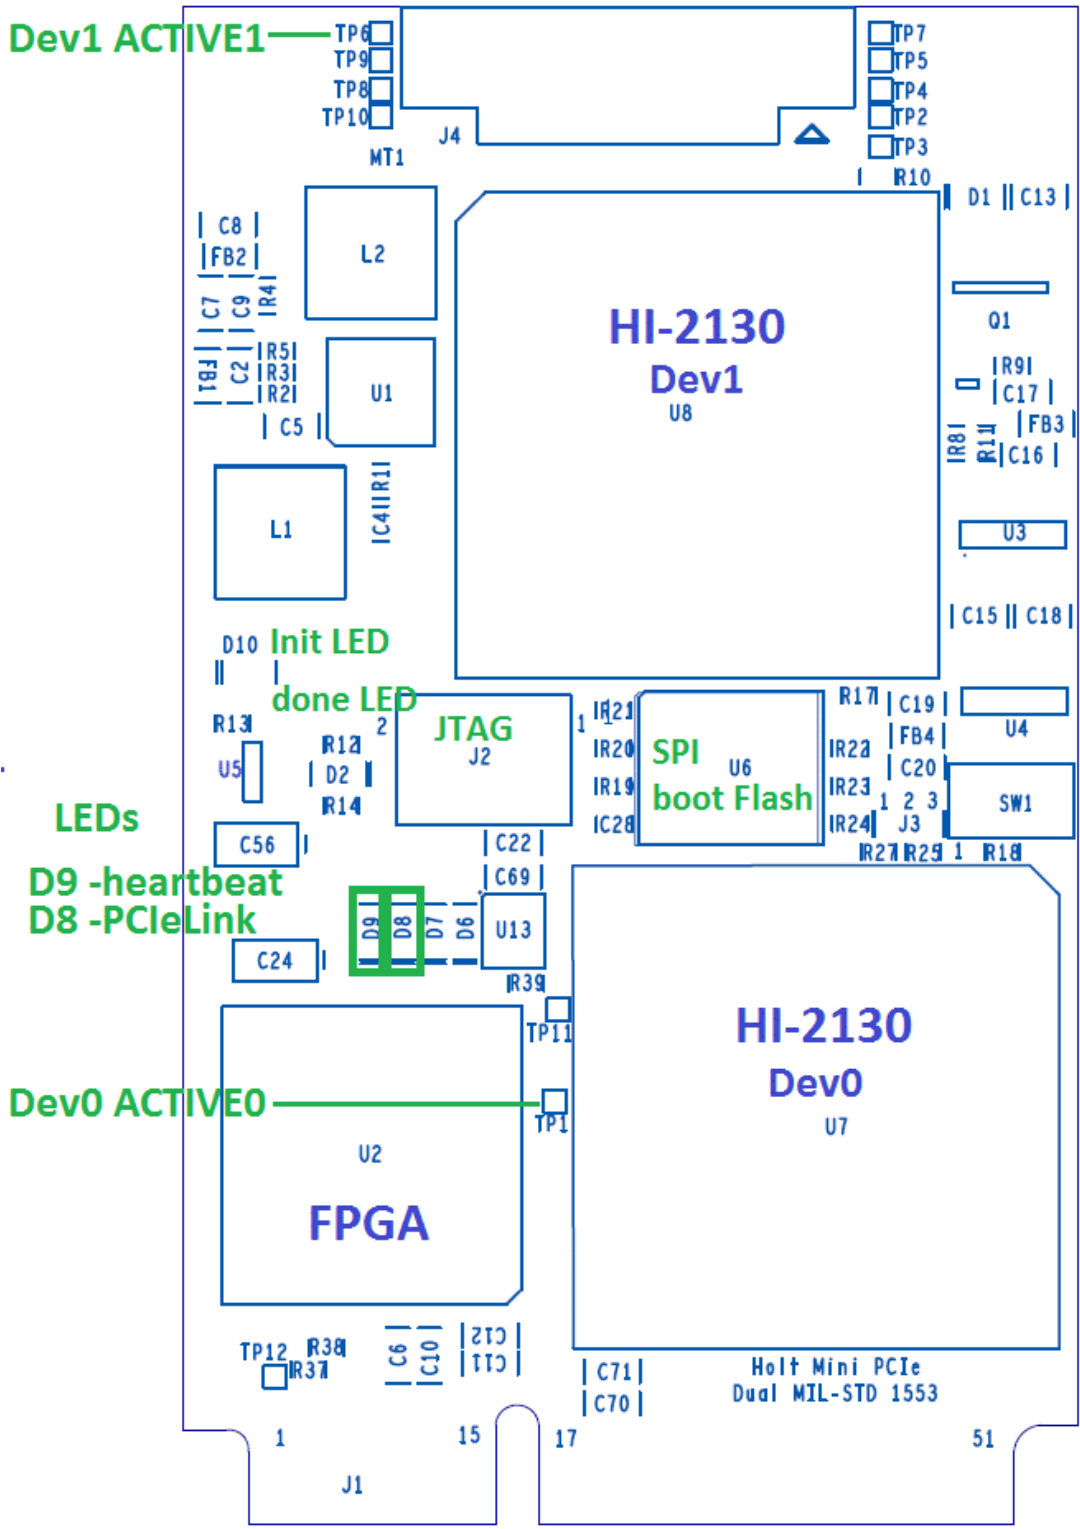 Dev1 ACTIVE1
TP6
TP9
TP8
TP10
TP7
TP5
TP4
TP2
TP3
J4
MT1
R10
D1
C13
C8
FB2
L2
C7
C9
R4
HI-2130
Dev1
U8
Q1
FB1
C2
R5
R3
R2
U1
C5
R9
C17
FB3
R8
R11
C16
L1
R1
C4
U3
C15
C18
D10
Init LED
done LED
R13
2
JTAG
J2
1
R21
R20
R19
C28
SPI
boot Flash
U6
R17
C19
FB4
C20
U4
R22
R23
R24
1 2 3
J3
SW1
R27
R25
1
R18
U5
R12
D2
R14
LEDs
C56
C22
C69
D9 -heartbeat
D8 -PCIeLink
D9
D8
D7
D6
U13
C24
R39
TP11
HI-2130
Dev0
U7
Dev0 ACTIVE0
TP1
U2
FPGA
TP12
R38
R37
C6
C10
C12
C11
C71
C70
Holt Mini PCIe
Dual MIL-STD 1553
1
15
17
51
J1